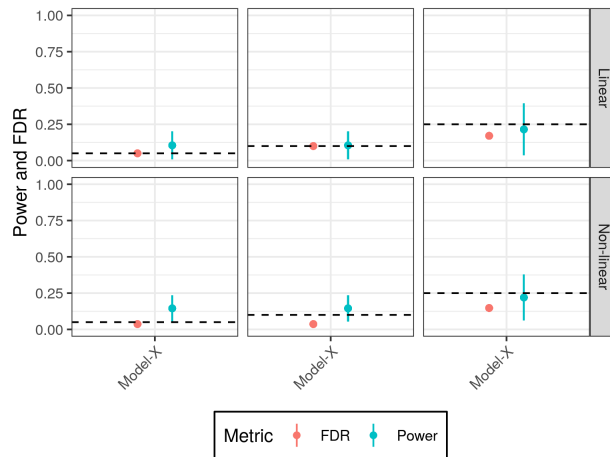 Power and FDR
1.00
0.75
0.50
0.25
0.00
Linear
1.00
0.75
0.50
0.25
0.00
Non-linear
Model-X
Model-X
Model-X
Metric
FDR
Power